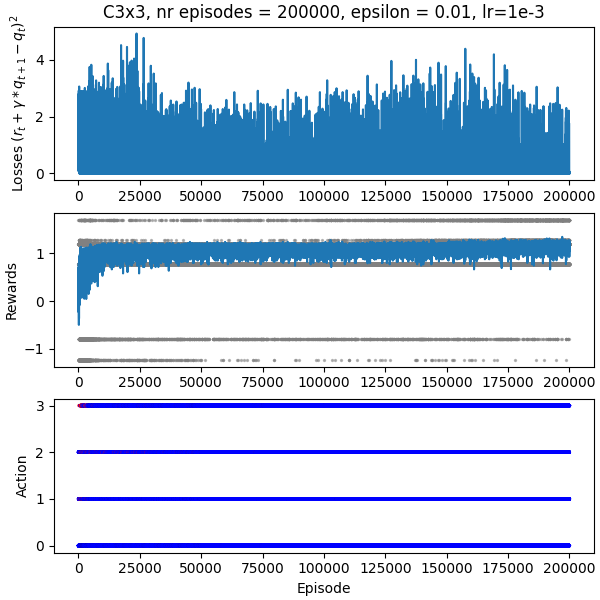 C3x3, nr episodes = 200000, epsilon = 0.01, lr=1e-3
Losses $(r_t + \gamma * q_{t+1} - q_t)^2$
4
2
0
0 25000 50000 75000 100000 125000 150000 175000 200000
Rewards
1
0
−1
0 25000 50000 75000 100000 125000 150000 175000 200000
Action
3
2
1
0
0 25000 50000 75000 100000 125000 150000 175000 200000
Episode